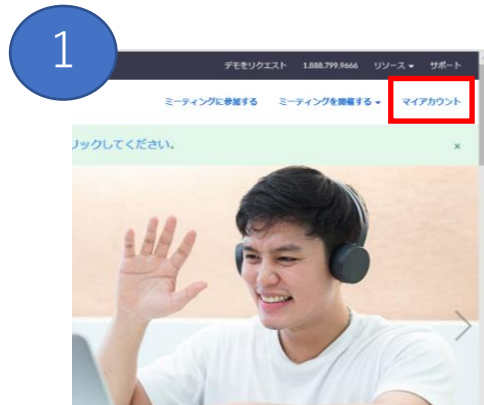 1
デモをリクエスト 1.888.799.9666 リソース サポート
ミーティングに参加する ミーティングを開催する マイアカウント
リックしてください。